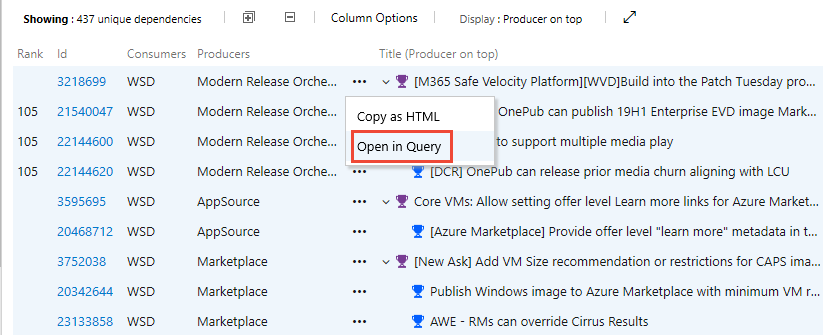 Showing : 437 unique dependencies Column Options Display : Producer on top
Rank Id Consumers Producers Title (Producer on top)
3218699 WSD Modern Release Orche... ••• [M365 Safe Velocity Platform][WVD]Build into the Patch Tuesday pro...
105 21540047 WSD Modern Release Orche... OnePub can publish 19H1 Enterprise EVD image Mark...
Copy as HTML
105 22144600 WSD Modern Release Orche... to support multiple media play
Open in Query
105 22144620 WSD Modern Release Orche... ••• [DCR] OnePub can release prior media churn aligning with LCU
3595695 WSD AppSource ••• Core VMs: Allow setting offer level Learn more links for Azure Market...
20468712 WSD AppSource ••• [Azure Marketplace] Provide offer level "learn more" metadata in t...
3752038 WSD Marketplace ••• [New Ask] Add VM Size recommendation or restrictions for CAPS ima...
20342644 WSD Marketplace ••• Publish Windows image to Azure Marketplace with minimum VM r...
23133858 WSD Marketplace ••• AWE - RMs can override Cirrus Results